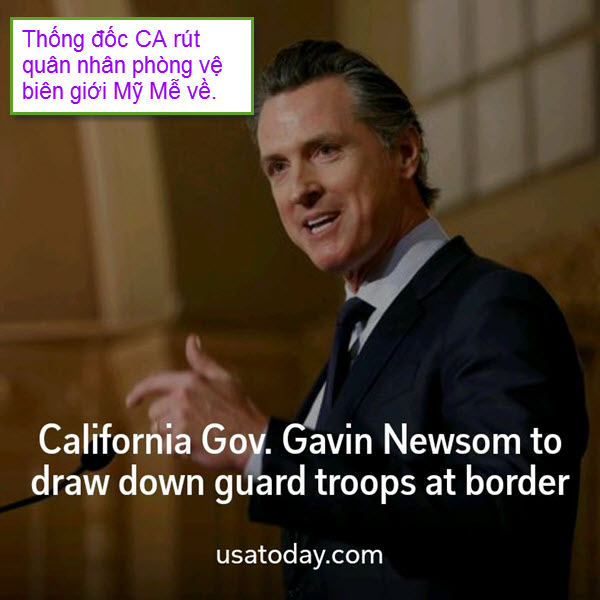 Thống đốc CA rút
quân nhân phòng vệ
biên giới Mỹ Mễ về.
California Gov. Gavin Newsom to
draw down guard troops at border
usatoday.com